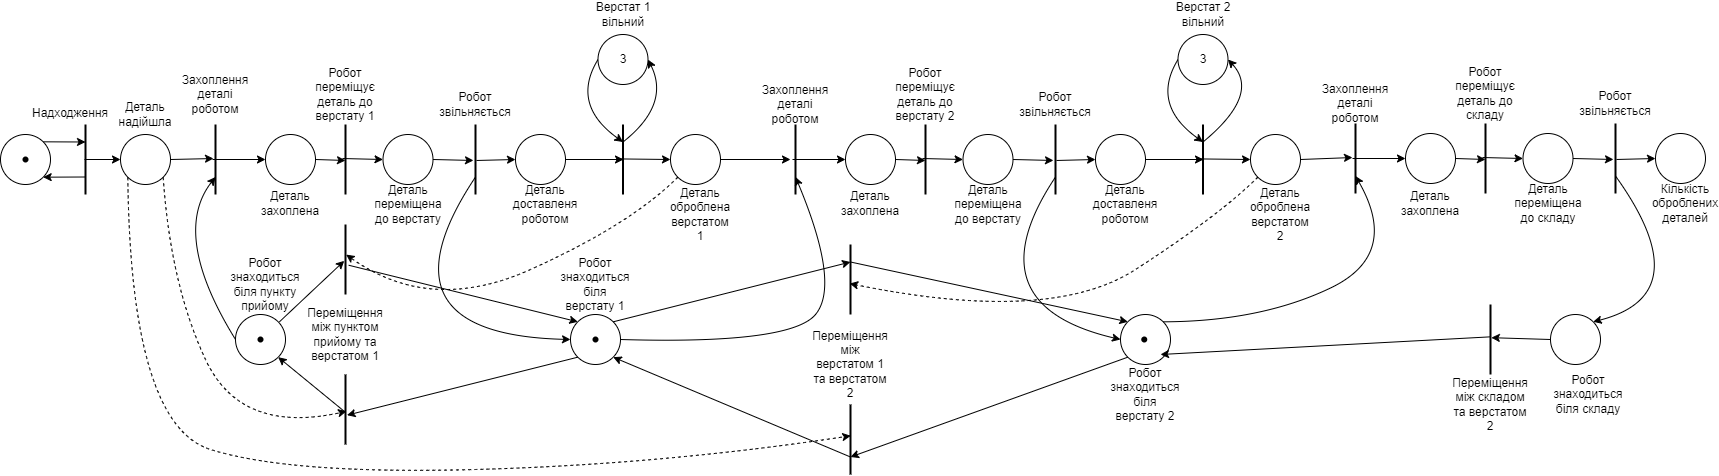 Верстат 1
вільний
3
Верстат 2
вільний
3
Надходження
Деталь
надійшла
Захоплення
деталі
роботом
Робот
переміщує
деталь до
верстату 1
Робот
звільняється
Захоплення
деталі
роботом
Робот
переміщує
деталь до
верстату 2
Робот
звільняється
Захоплення
деталі
роботом
Робот
переміщує
деталь до
складу
Робот
звільняється
Деталь
захоплена
Деталь
переміщена
до верстату
Деталь
доставленя
роботом
Деталь
оброблена
верстатом
1
Деталь
захоплена
Деталь
переміщена
до верстату
Деталь
доставленя
роботом
Деталь
оброблена
верстатом
2
Деталь
захоплена
Деталь
переміщена
до складу
Кількість
оброблених
деталей
Робот
знаходиться
біля пункту
прийому
Переміщення
між пунктом
прийому та
верстатом 1
Робот
знаходиться
біля
верстату 1
Переміщення
між
верстатом 1
та верстатом
2
Робот
знаходиться
біля
верстату 2
Переміщення
між складом
та верстатом
2
Робот
знаходиться
біля складу